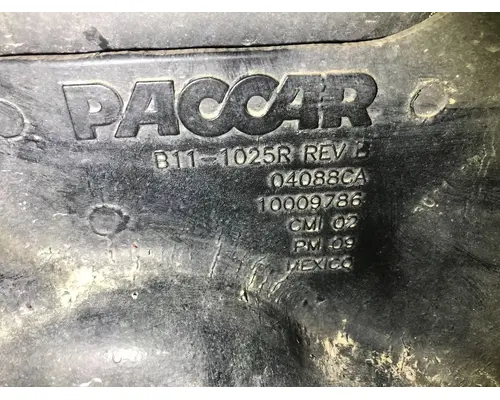 PACCAR
B11-1025R REV
04088CA
10009786
CMI 02
PM 09
MEXICO